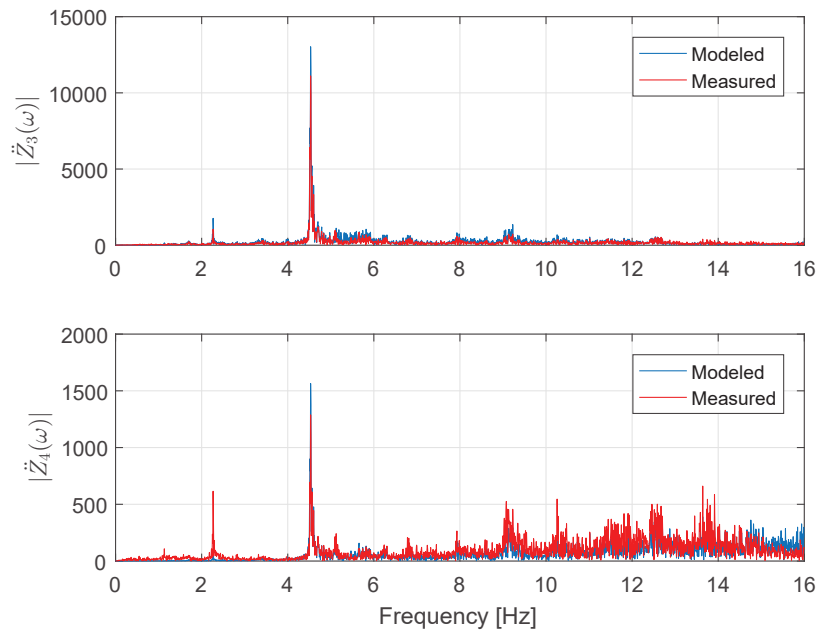 15000
10000
5000
0
|Z̈₃(ω)|
Modeled
Measured
0 2 4 6 8 10 12 14 16
2000
1500
1000
500
0
|Z̈₄(ω)|
Modeled
Measured
0 2 4 6 8 10 12 14 16
Frequency [Hz]